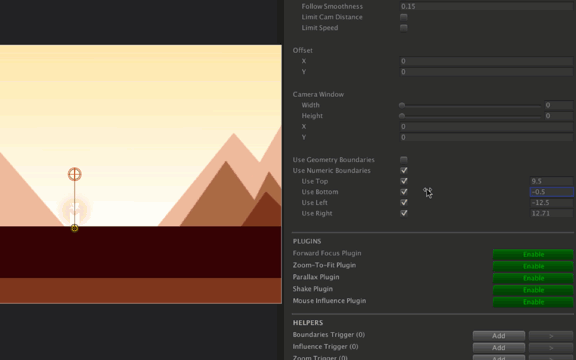 Follow Smoothness 0.15
Limit Cam Distance
Limit Speed
Offset
X 0
Y 0
Camera Window
Width 0
Height 0
X 0
Y 0
Use Geometry Boundaries
Use Numeric Boundaries
Use Top 9.5
Use Bottom -0.5
Use Left -12.5
Use Right 12.71
PLUGINS
Forward Focus Plugin Enable
Zoom-To-Fit Plugin Enable
Parallax Plugin Enable
Shake Plugin Enable
Mouse Influence Plugin Enable
HELPERS
Boundaries Trigger (0) Add >
Influence Trigger (0) Add >
Zoom Trigger (0) Add >